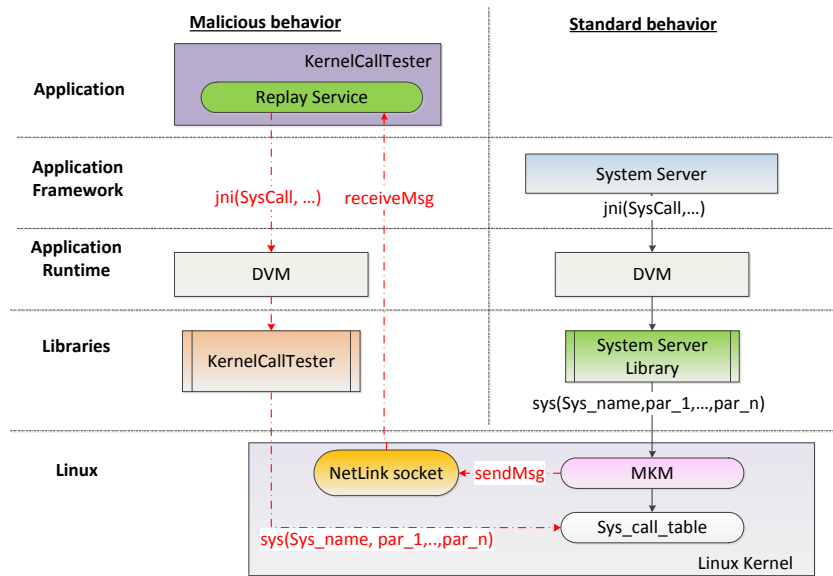 Malicious behavior
Standard behavior
KernelCallTester
Application
Replay Service
Application
Framework
System Server
jni(SysCall, ...)
receiveMsg
jni(SysCall,...)
Application
Runtime
DVM
DVM
Libraries
KernelCallTester
System Server
Library
sys(Sys_name,par_1,...,par_n)
Linux
NetLink socket
sendMsg
MKM
sys(Sys_name, par_1,..,par_n)
Sys_call_table
Linux Kernel